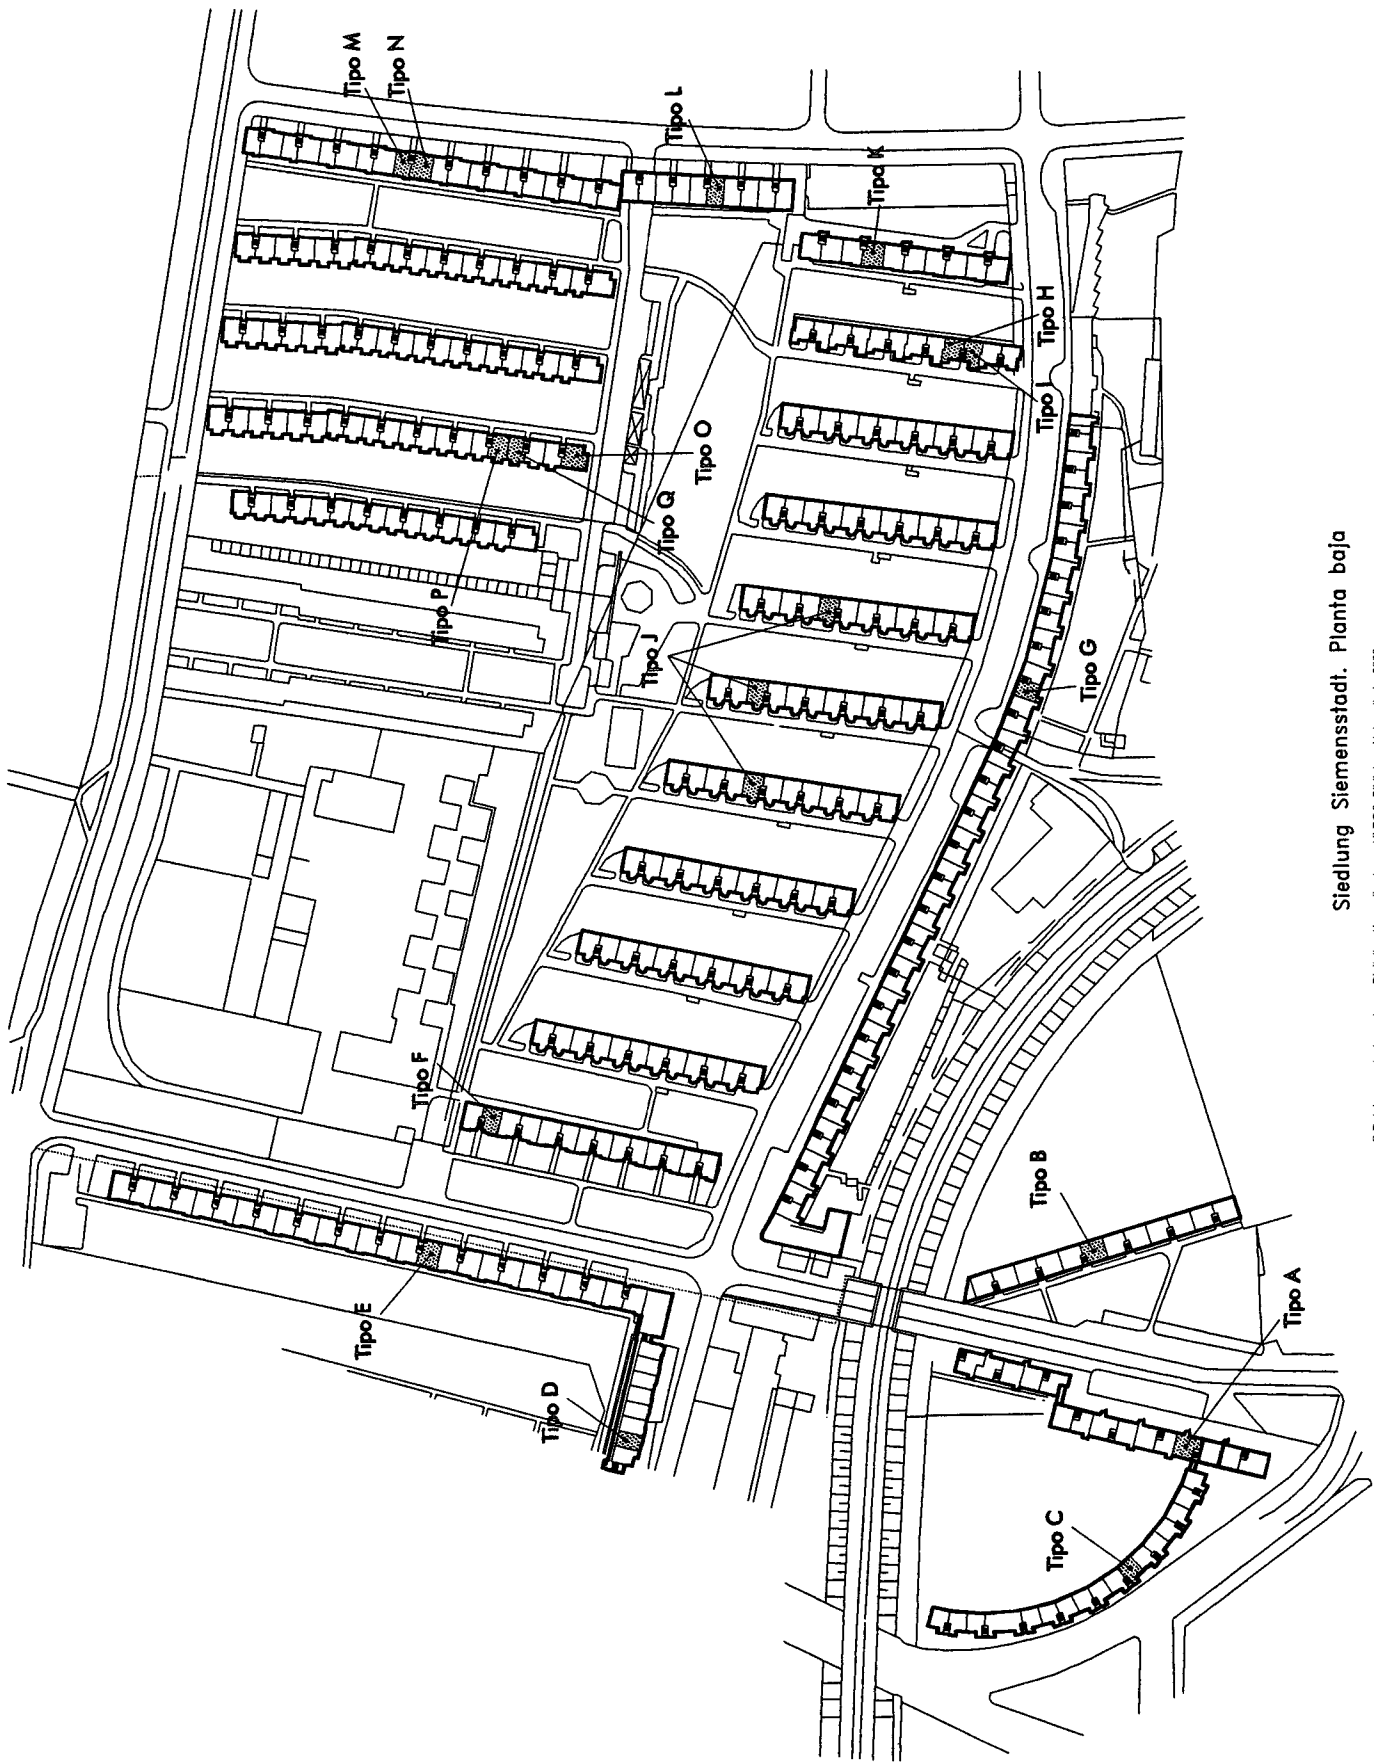 Tipo M
Tipo N
Tipo L
Tipo K
Tipo H
Tipo I
Tipo O
Tipo Q
Tipo P
Tipo J
Tipo G
Tipo F
Tipo E
Tipo D
Tipo B
Tipo A
Tipo C
Siedlung Siemensstadt. Planta baja